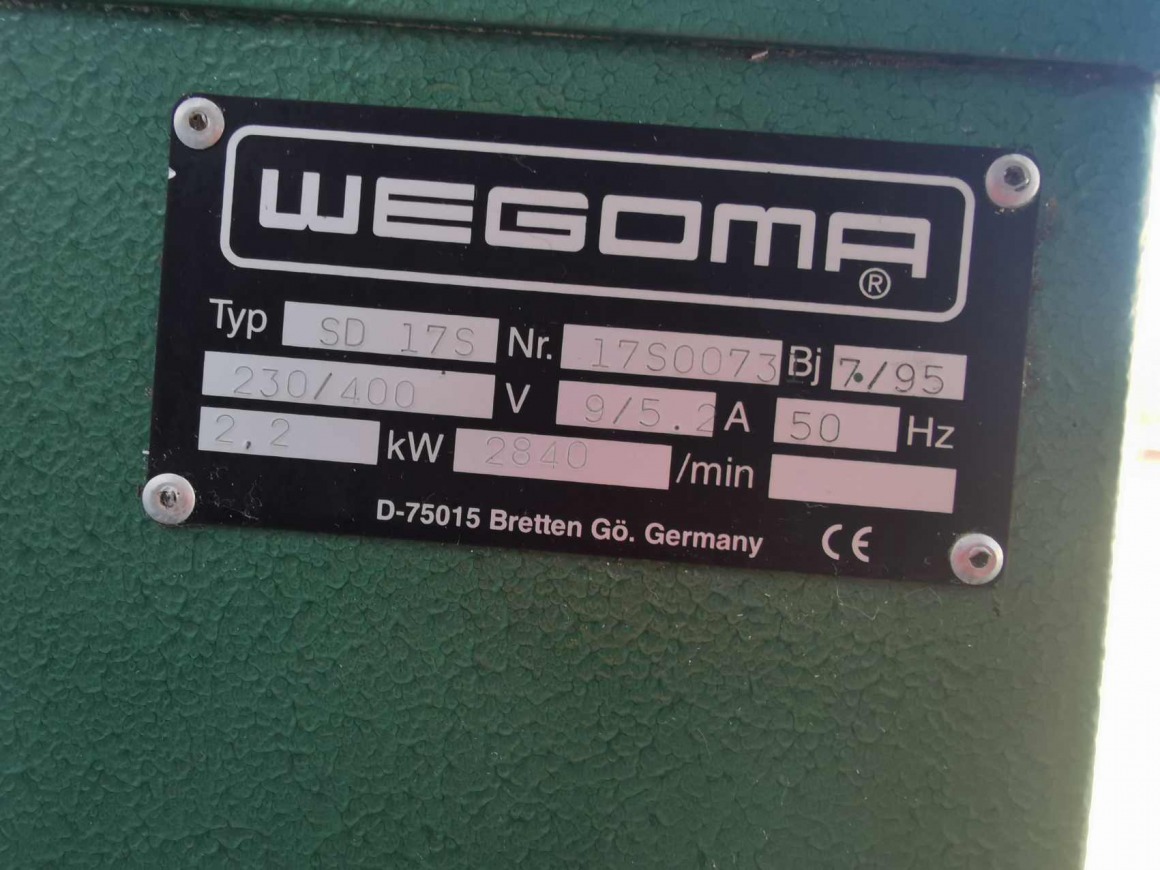 WEGOMA ®
Typ SD 17S Nr. 17S0073 Bj 7/95
230/400 V 9/5.2 A 50 Hz
2,2 kW 2840 /min
D-75015 Bretten Gö. Germany CE